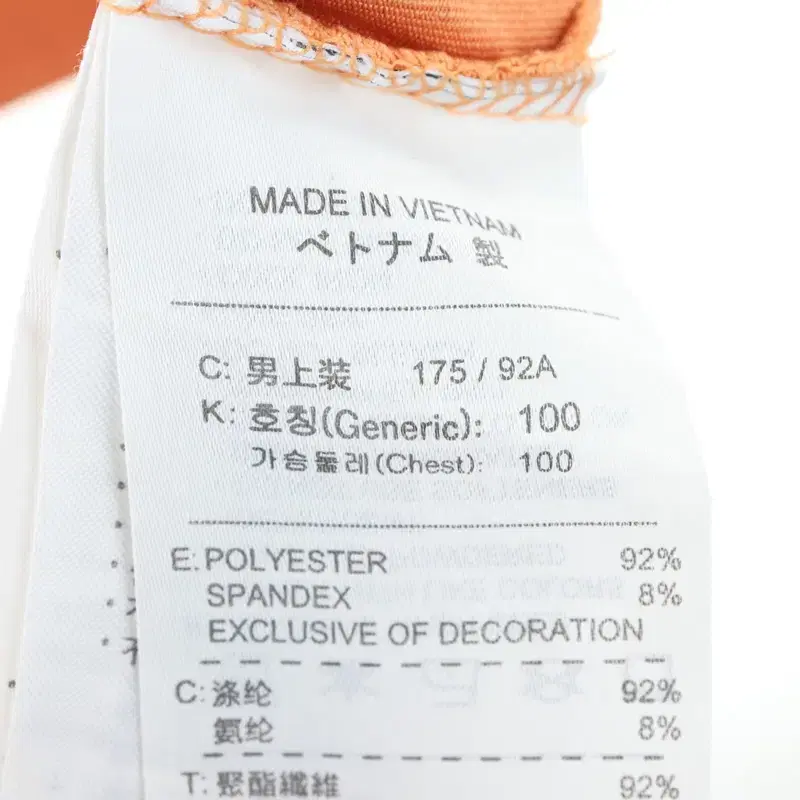 MADE IN VIETNAM
ベトナム 製
C: 男上装 175 / 92A
K: 호칭(Generic): 100
가슴둘레(Chest): 100
E: POLYESTER 92%
SPANDEX 8%
EXCLUSIVE OF DECORATION
C: 涤纶 92%
氨纶 8%
T: 聚酯纖維 92%